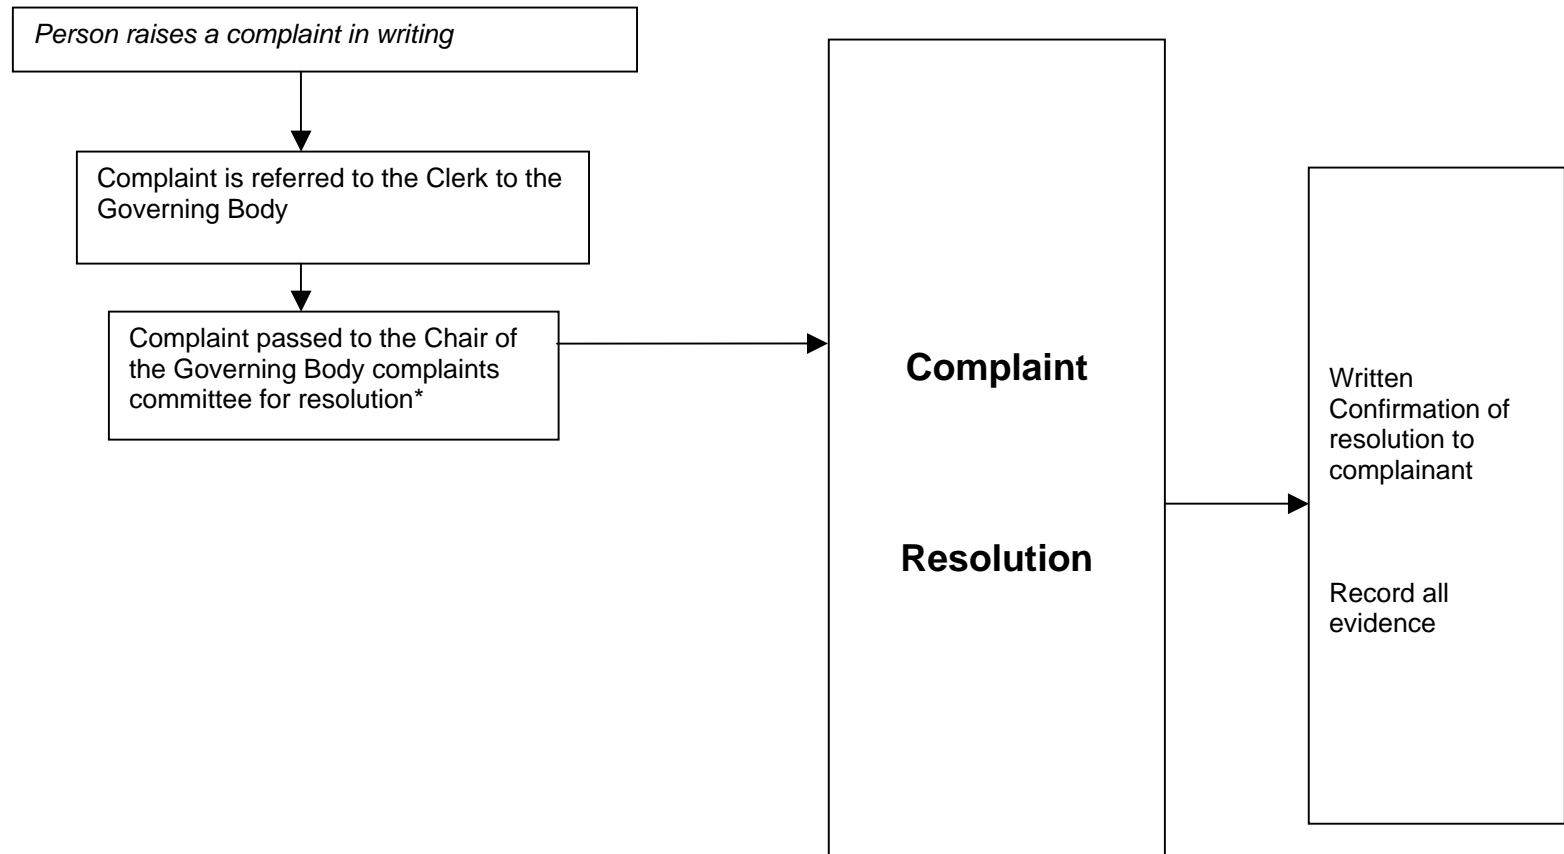 Person raises a complaint in writing
Complaint is referred to the Clerk to the
Governing Body
Complaint passed to the Chair of
the Governing Body complaints
committee for resolution*
Complaint
Resolution
Written
Confirmation of
resolution to
complainant
Record all
evidence